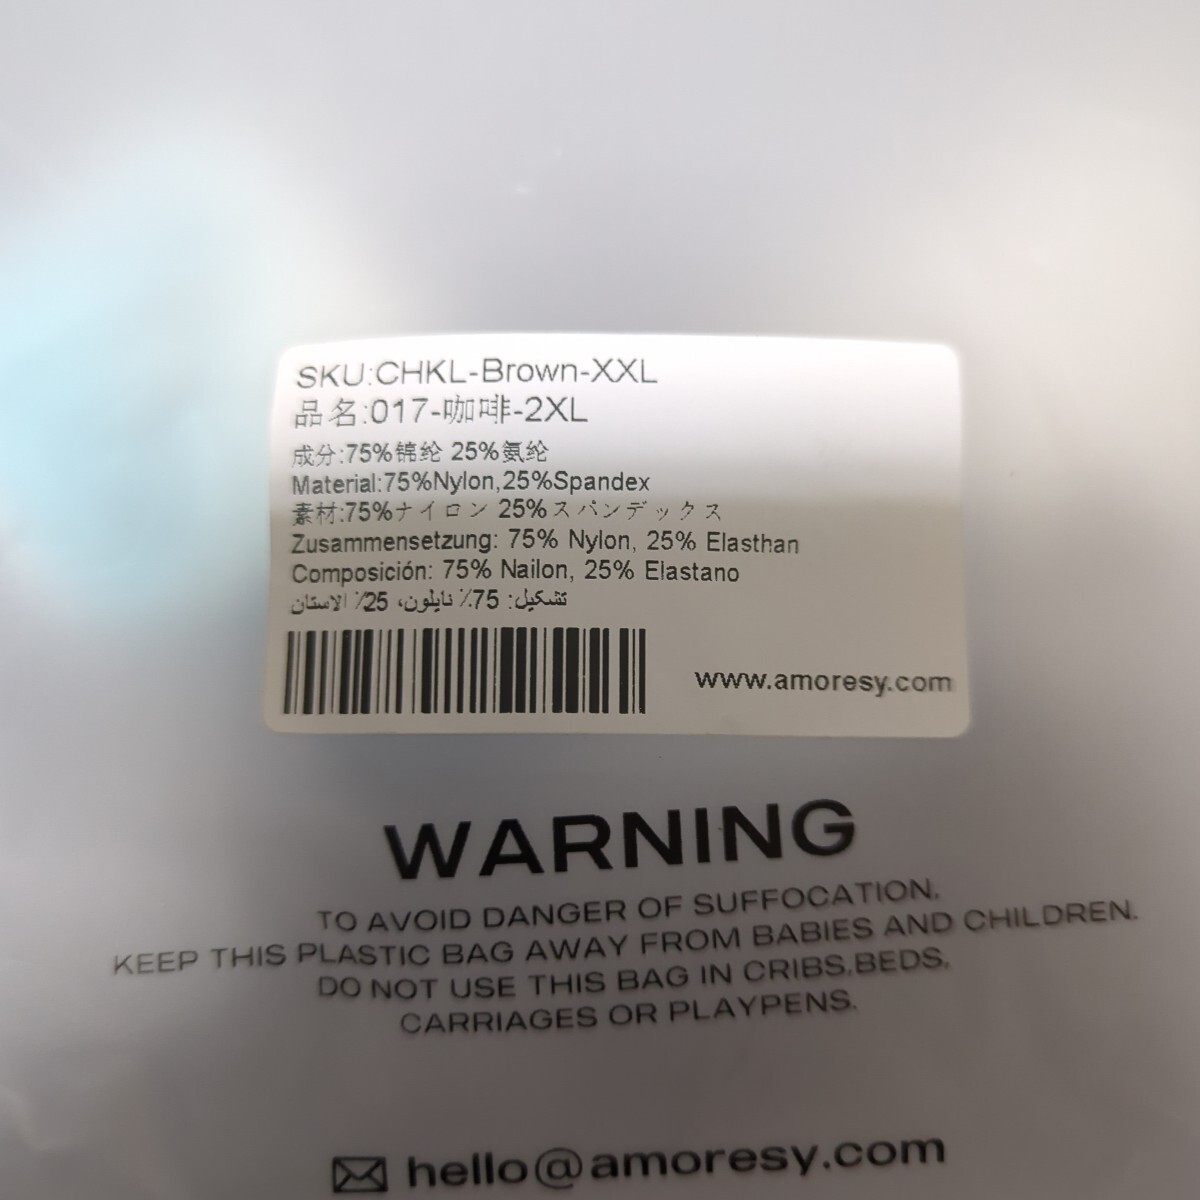 SKU:CHKL-Brown-XXL
品名:017-咖啡-2XL
成分:75%锦纶 25%氨纶
Material:75%Nylon,25%Spandex
素材:75%ナイロン 25%スパンデックス
Zusammensetzung: 75% Nylon, 25% Elasthan
Composición: 75% Nailon, 25% Elastano
تشكيل: 75٪ نايلون، 25٪ الاستان
www.amoresy.com
WARNING
TO AVOID DANGER OF SUFFOCATION.
KEEP THIS PLASTIC BAG AWAY FROM BABIES AND CHILDREN.
DO NOT USE THIS BAG IN CRIBS,BEDS,
CARRIAGES OR PLAYPENS.
hello@amoresy.com